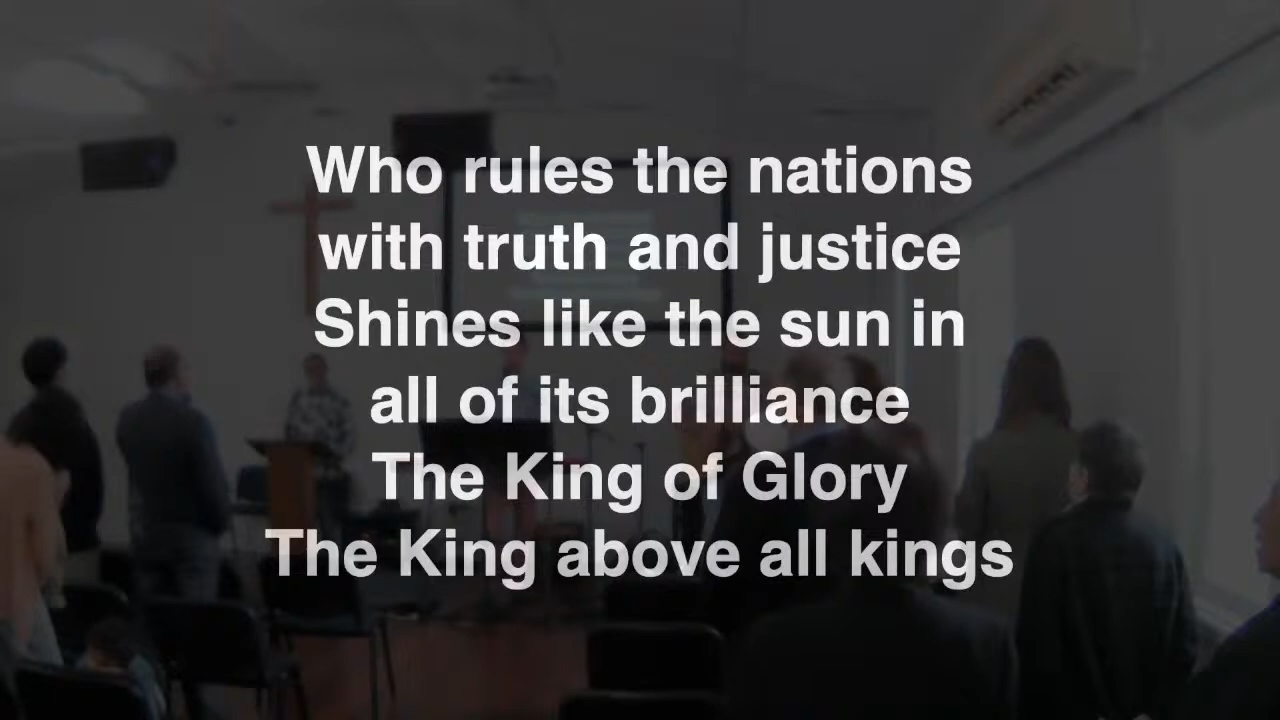 Who rules the nations
with truth and justice
Shines like the sun in
all of its brilliance
The King of Glory
The King above all kings